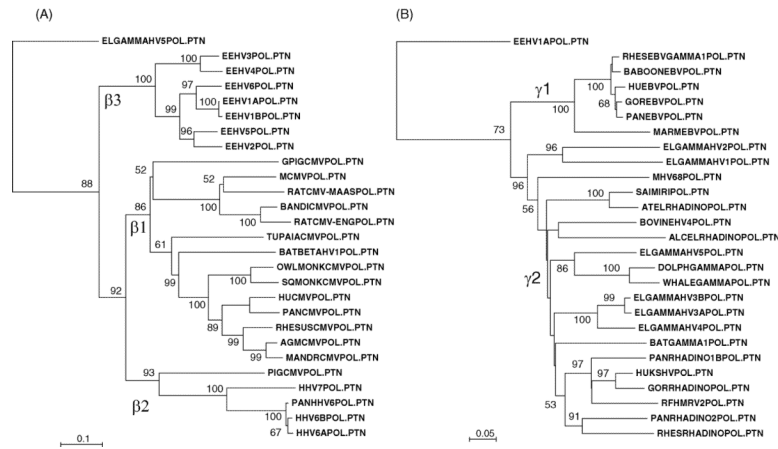 (A)
ELGAMMAHV5POL.PTN
EEHV3POL.PTN
100
EEHV4POL.PTN
100
EEHV6POL.PTN
97
β3
EEHV1APOL.PTN
100
99
EEHV1BPOL.PTN
EEHV5POL.PTN
96
EEHV2POL.PTN
GPIGCMVPOL.PTN
52
MCMVPOL.PTN
52
88
RATCMV-MAASPOL.PTN
100
BANDICMVPOL.PTN
86
100
RATCMV-ENGPOL.PTN
β1
TUPAIACMVPOL.PTN
61
BATBETAHV1POL.PTN
OWLMONKCMVPOL.PTN
99
SQMONKCMVPOL.PTN
100
92
HUCMVPOL.PTN
PANCMVPOL.PTN
89
RHESUSCMVPOL.PTN
99
AGMCMVPOL.PTN
99
MANDRCMVPOL.PTN
93
PIGCMVPOL.PTN
100
HHV7POL.PTN
β2
PANHHV6POL.PTN
100
HHV6BPOL.PTN
67
HHV6APOL.PTN
0.1
(B)
EEHV1APOL.PTN
RHESEBVGAMMA1POL.PTN
BABOONEBVPOL.PTN
γ1
100
HUEBVPOL.PTN
68
GOREBVPOL.PTN
100
PANEBVPOL.PTN
73
MARMEBVPOL.PTN
96
ELGAMMAHV2POL.PTN
ELGAMMAHV1POL.PTN
96
MHV68POL.PTN
100
SAIMIRIPOL.PTN
56
ATELRHADINOPOL.PTN
BOVINEHV4POL.PTN
ALCELRHADINOPOL.PTN
ELGAMMAHV5POL.PTN
86
DOLPHGAMMAPOL.PTN
100
γ2
WHALEGAMMAPOL.PTN
99
ELGAMMAHV3BPOL.PTN
ELGAMMAHV3APOL.PTN
100
ELGAMMAHV4POL.PTN
BATGAMMA1POL.PTN
97
PANRHADINO1BPOL.PTN
97
HUKSHVPOL.PTN
GORRHADINOPOL.PTN
53
RFHMRV2POL.PTN
91
PANRHADINO2POL.PTN
RHESRHADINOPOL.PTN
0.05